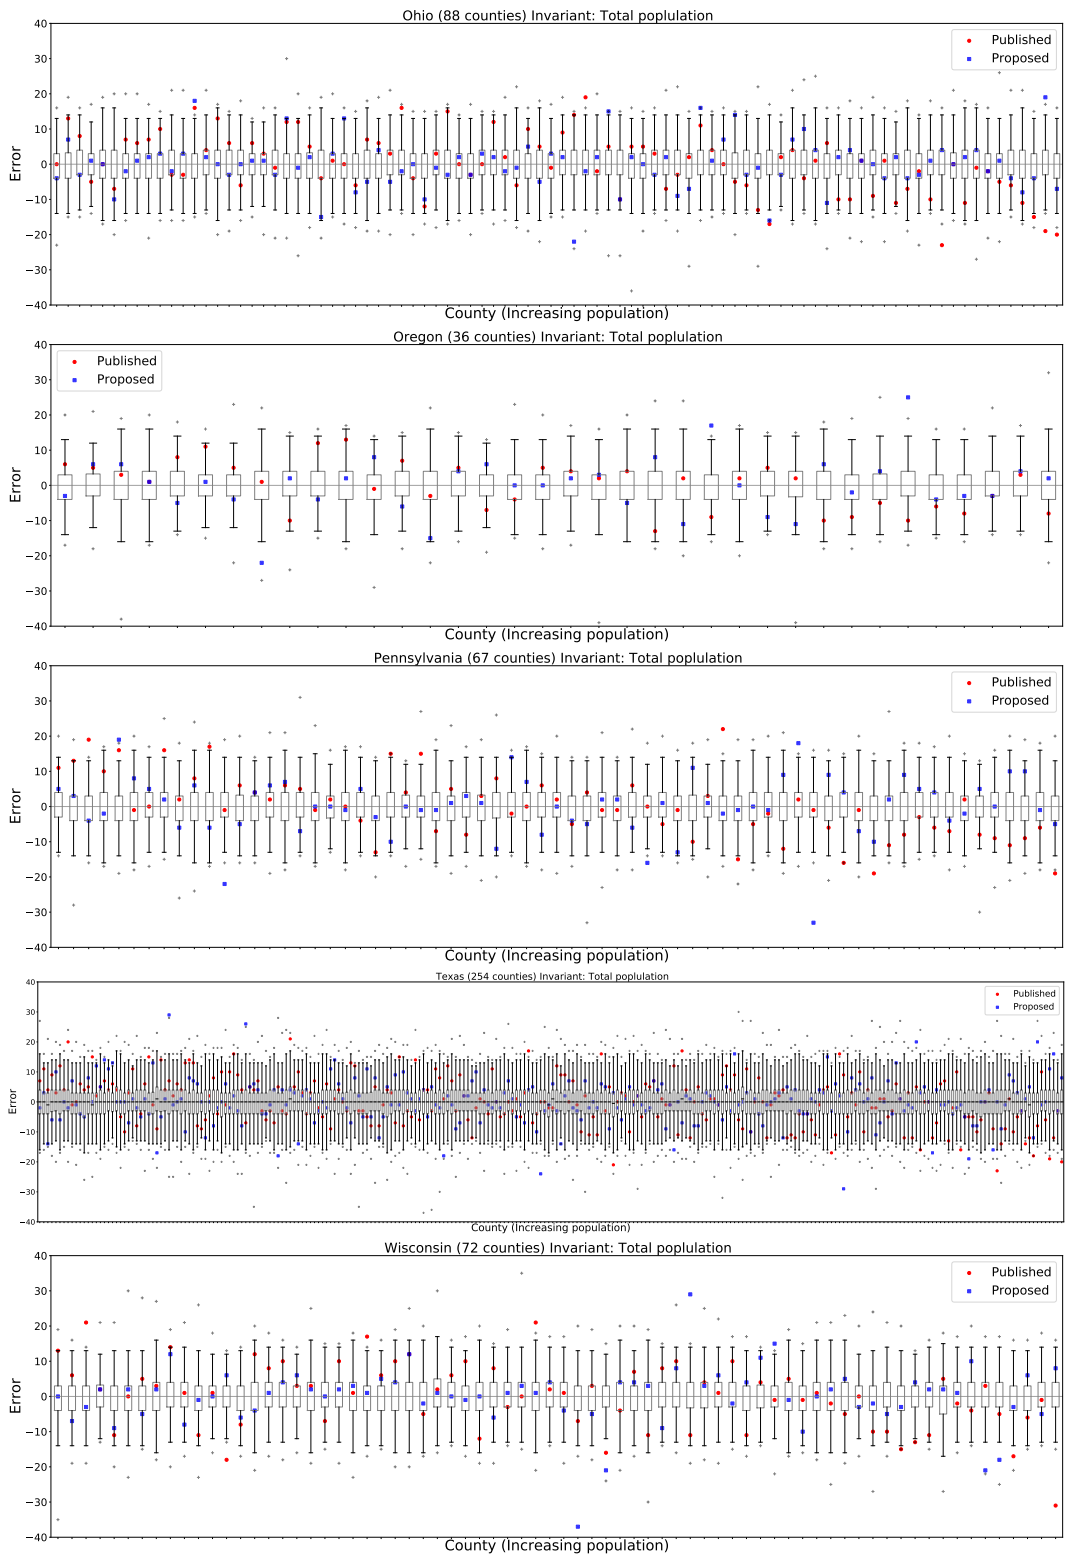 Ohio (88 counties) Invariant: Total poplulation
40
30
20
10
0
−10
−20
−30
−40
Error
Published
Proposed
County (Increasing population)
Oregon (36 counties) Invariant: Total poplulation
40
30
20
10
0
−10
−20
−30
−40
Error
Published
Proposed
County (Increasing population)
Pennsylvania (67 counties) Invariant: Total poplulation
40
30
20
10
0
−10
−20
−30
−40
Error
Published
Proposed
County (Increasing population)
Texas (254 counties) Invariant: Total poplulation
40
30
20
10
0
−10
−20
−30
−40
Error
Published
Proposed
County (Increasing population)
Wisconsin (72 counties) Invariant: Total poplulation
40
30
20
10
0
−10
−20
−30
−40
Error
Published
Proposed
County (Increasing population)